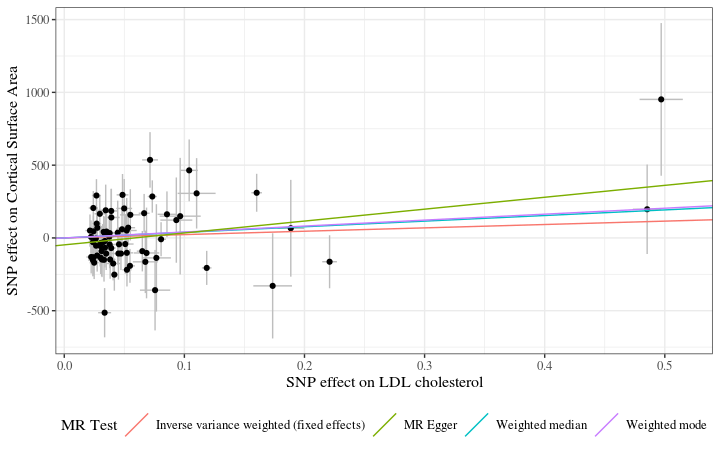 1500
1000
500
0
-500
SNP effect on Cortical Surface Area
0.0 0.1 0.2 0.3 0.4 0.5
SNP effect on LDL cholesterol
MR Test Inverse variance weighted (fixed effects) MR Egger Weighted median Weighted mode